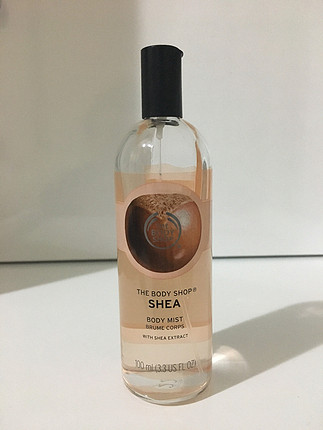 THE BODY SHOP®
SHEA
BODY MIST
BRUME CORPS
WITH SHEA EXTRACT
100 ml (3.3 US FL OZ)